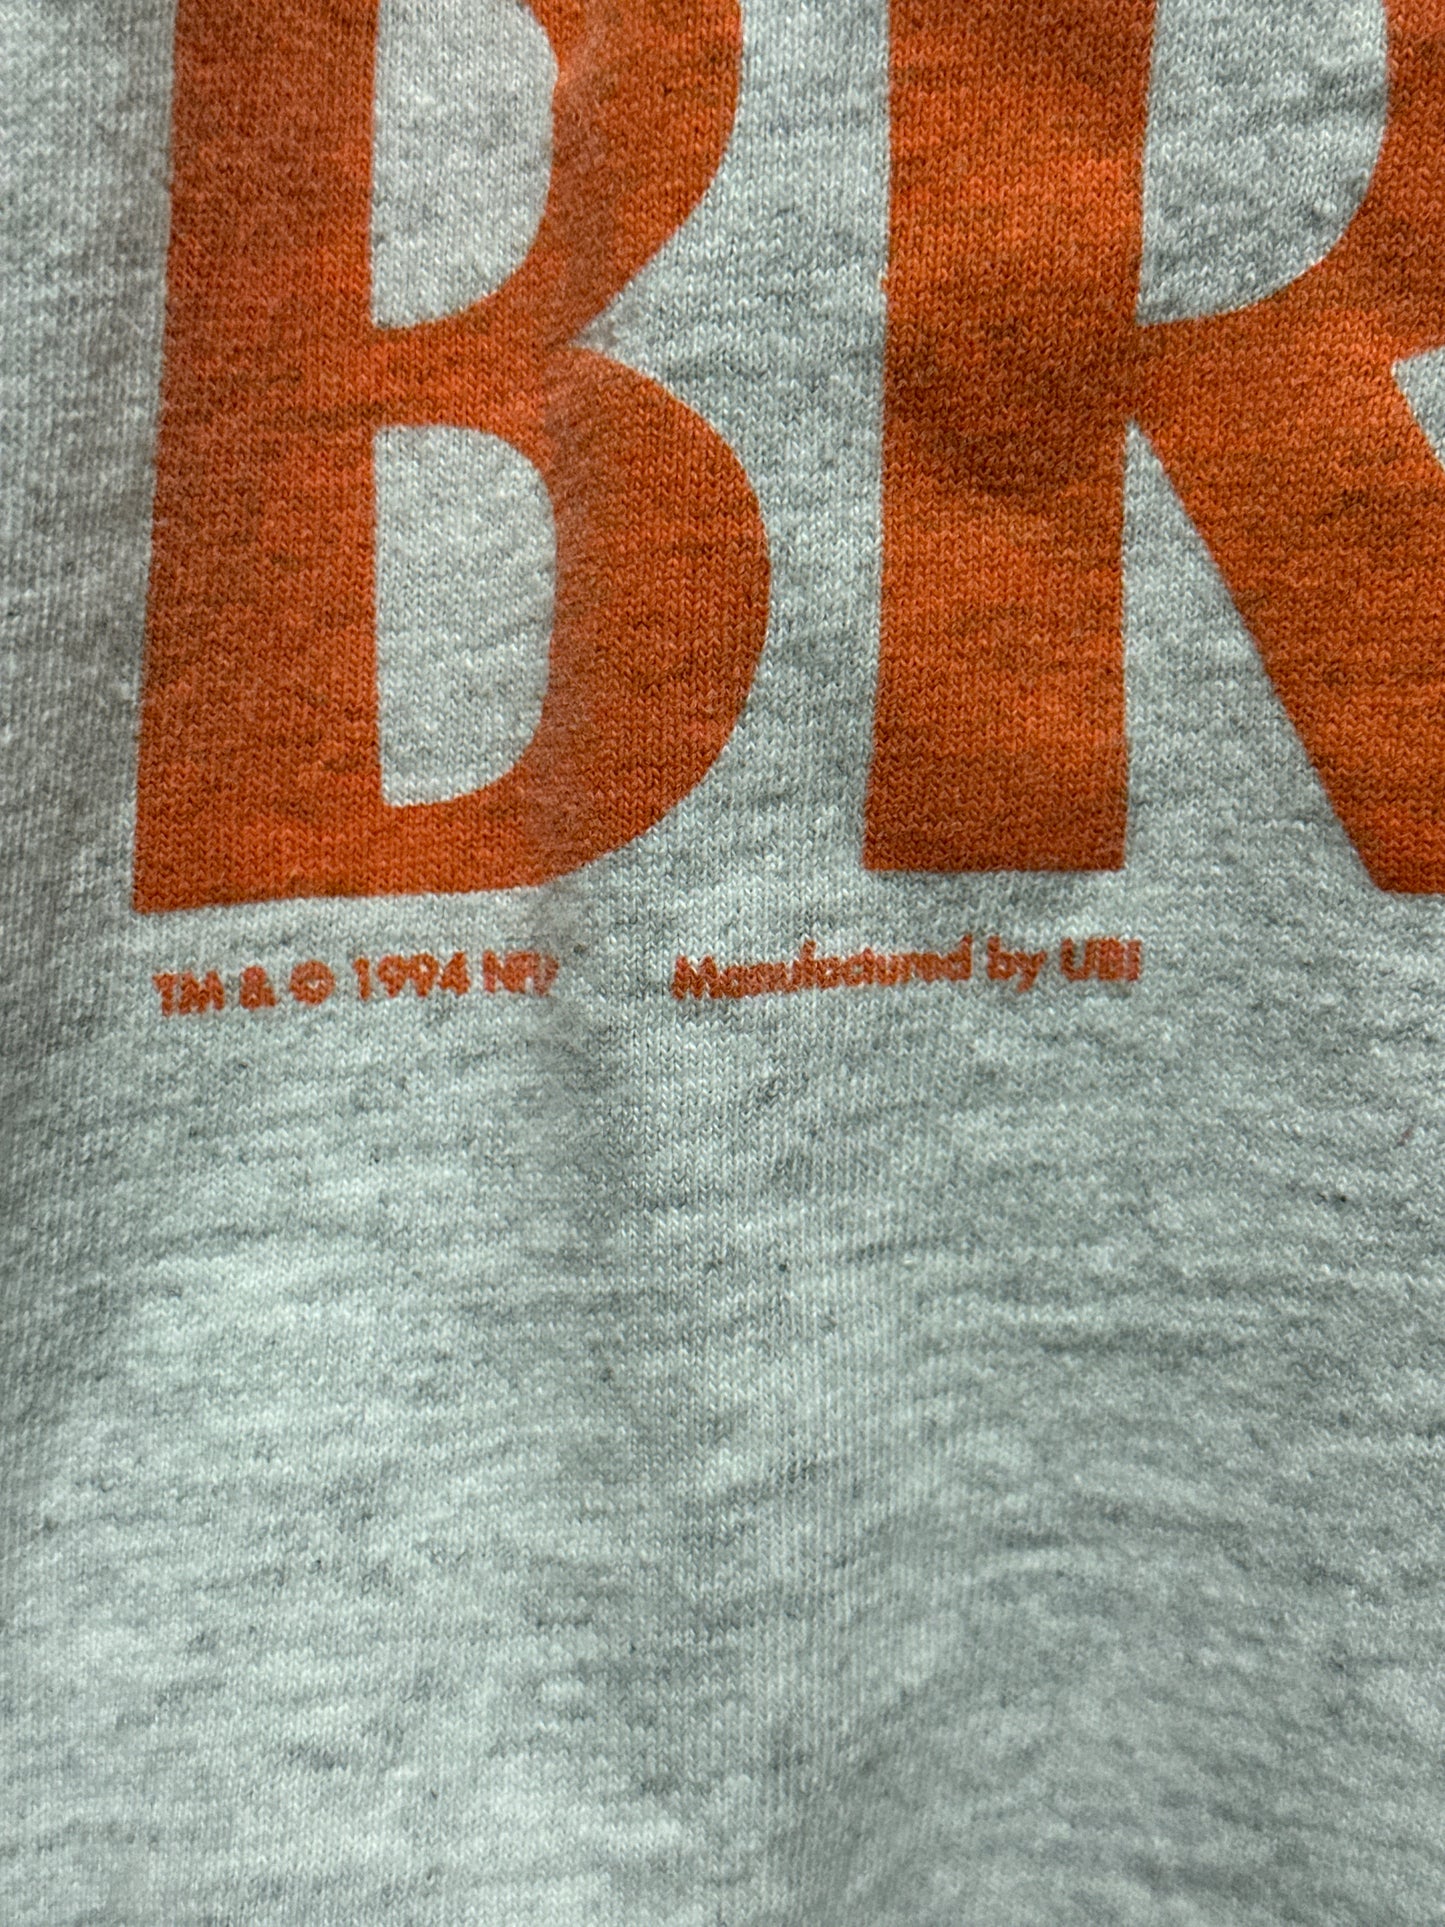 BR
TM & © 1994 NFL Manufactured by UBI